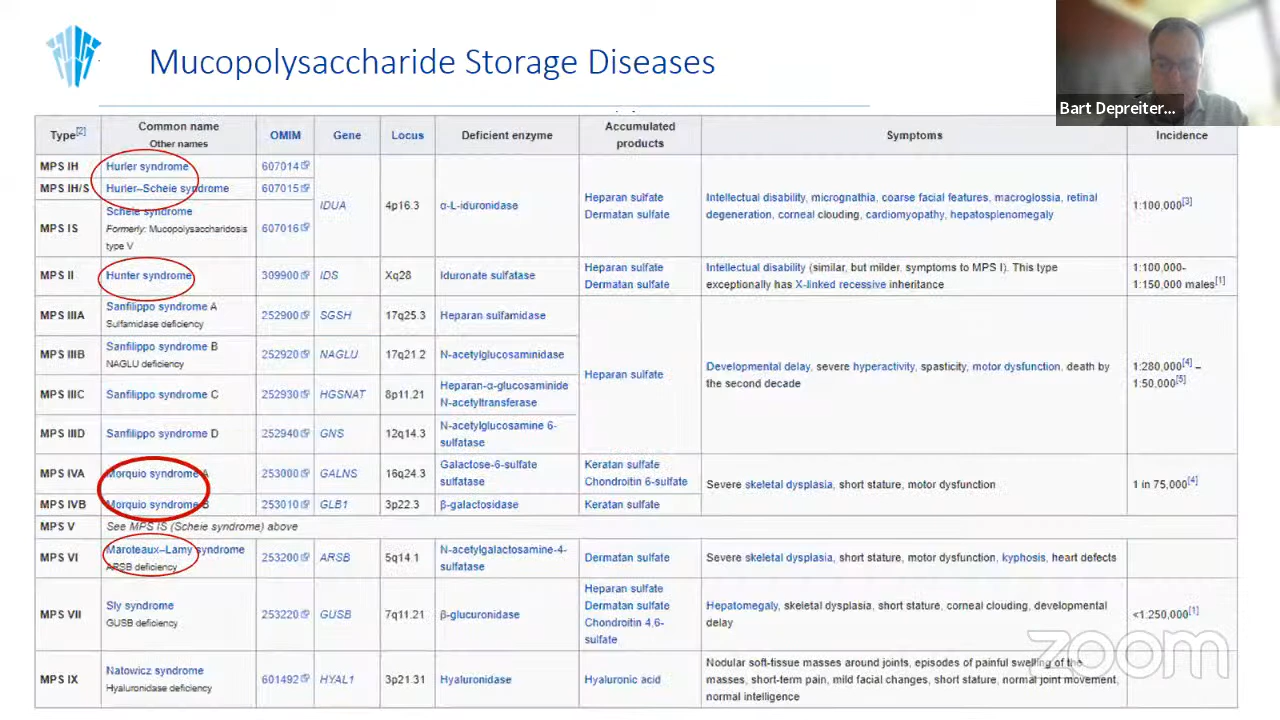 Mucopolysaccharide Storage Diseases
Bart Depreiter...
Type[2]
Common name
Other names
OMIM
Gene
Locus
Deficient enzyme
Accumulated
products
Symptoms
Incidence
MPS IH
Hurler syndrome
607014
MPS IH/S
Hurler–Scheie syndrome
607015
MPS IS
Scheie syndrome
Formerly: Mucopolysaccharidosis
type V
607016
IDUA
4p16.3
α-L-iduronidase
Heparan sulfate
Dermatan sulfate
Intellectual disability, micrognathia, coarse facial features, macroglossia, retinal
degeneration, corneal clouding, cardiomyopathy, hepatosplenomegaly
1:100,000[3]
MPS II
Hunter syndrome
309900
IDS
Xq28
Iduronate sulfatase
Heparan sulfate
Dermatan sulfate
Intellectual disability (similar, but milder, symptoms to MPS I). This type
exceptionally has X-linked recessive inheritance
1:100,000-
1:150,000 males[1]
MPS IIIA
Sanfilippo syndrome A
Sulfamidase deficiency
252900
SGSH
17q25.3
Heparan sulfamidase
MPS IIIB
Sanfilippo syndrome B
NAGLU deficiency
252920
NAGLU
17q21.2
N-acetylglucosaminidase
MPS IIIC
Sanfilippo syndrome C
252930
HGSNAT
8p11.21
Heparan-α-glucosaminide
N-acetyltransferase
MPS IIID
Sanfilippo syndrome D
252940
GNS
12q14.3
N-acetylglucosamine 6-
sulfatase
Heparan sulfate
Developmental delay, severe hyperactivity, spasticity, motor dysfunction, death by
the second decade
1:280,000[4] –
1:50,000[5]
MPS IVA
Morquio syndrome A
253000
GALNS
16q24.3
Galactose-6-sulfate
sulfatase
Keratan sulfate
Chondroitin 6-sulfate
MPS IVB
Morquio syndrome B
253010
GLB1
3p22.3
β-galactosidase
Keratan sulfate
Severe skeletal dysplasia, short stature, motor dysfunction
1 in 75,000[4]
MPS V
See MPS IS (Scheie syndrome) above
MPS VI
Maroteaux–Lamy syndrome
ARSB deficiency
253200
ARSB
5q14.1
N-acetylgalactosamine-4-
sulfatase
Dermatan sulfate
Severe skeletal dysplasia, short stature, motor dysfunction, kyphosis, heart defects
MPS VII
Sly syndrome
GUSB deficiency
253220
GUSB
7q11.21
β-glucuronidase
Heparan sulfate
Dermatan sulfate
Chondroitin 4,6-
sulfate
Hepatomegaly, skeletal dysplasia, short stature, corneal clouding, developmental
delay
<1:250,000[1]
MPS IX
Natowicz syndrome
Hyaluronidase deficiency
601492
HYAL1
3p21.31
Hyaluronidase
Hyaluronic acid
Nodular soft-tissue masses around joints, episodes of painful swelling of the
masses, short-term pain, mild facial changes, short stature, normal joint movement,
normal intelligence
zoom